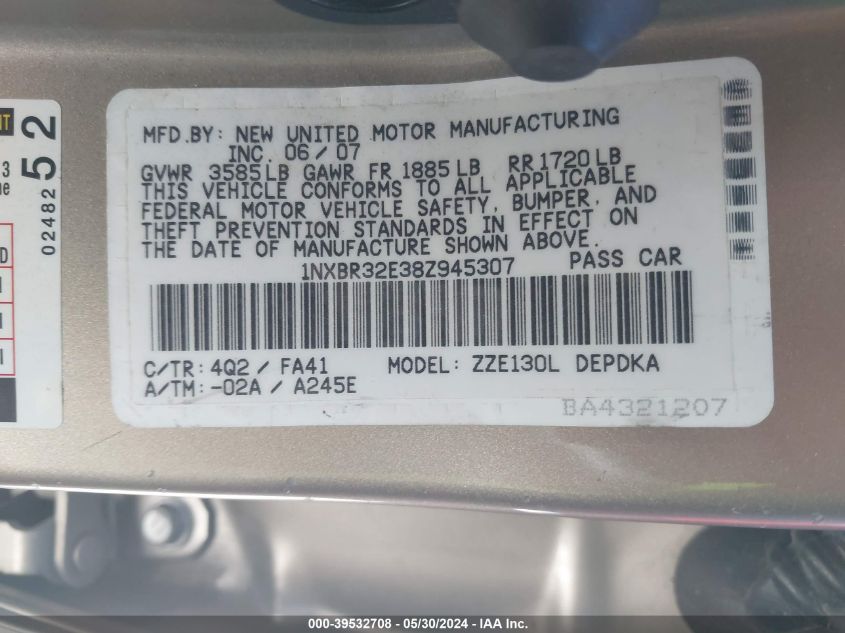 MFD.BY: NEW UNITED MOTOR MANUFACTURING
INC. 06/07
GVWR 3585LB GAWR FR 1885LB RR1720LB
THIS VEHICLE CONFORMS TO ALL APPLICABLE
FEDERAL MOTOR VEHICLE SAFETY, BUMPER, AND
THEFT PREVENTION STANDARDS IN EFFECT ON
THE DATE OF MANUFACTURE SHOWN ABOVE.
1NXBR32E38Z945307 PASS CAR
C/TR: 4Q2 / FA41 MODEL: ZZE130L DEPDKA
A/TM: -02A / A245E
BA4321207
02482 52
000-39532708 - 05/30/2024 - IAA Inc.